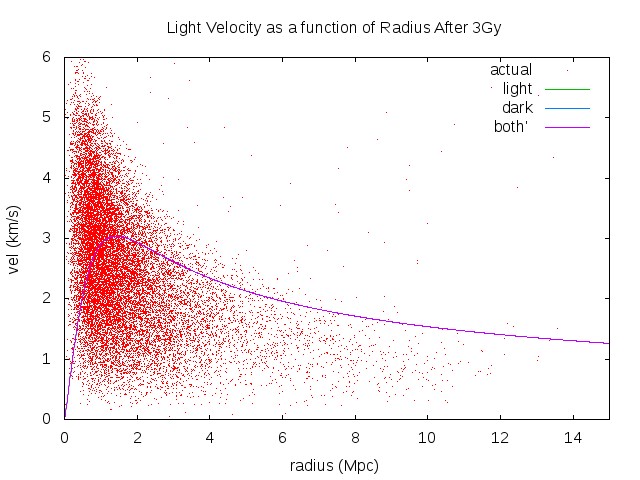 Light Velocity as a function of Radius After 3Gy
6
5
4
3
2
1
0
vel (km/s)
actual
light
dark
both'
0 2 4 6 8 10 12 14
radius (Mpc)